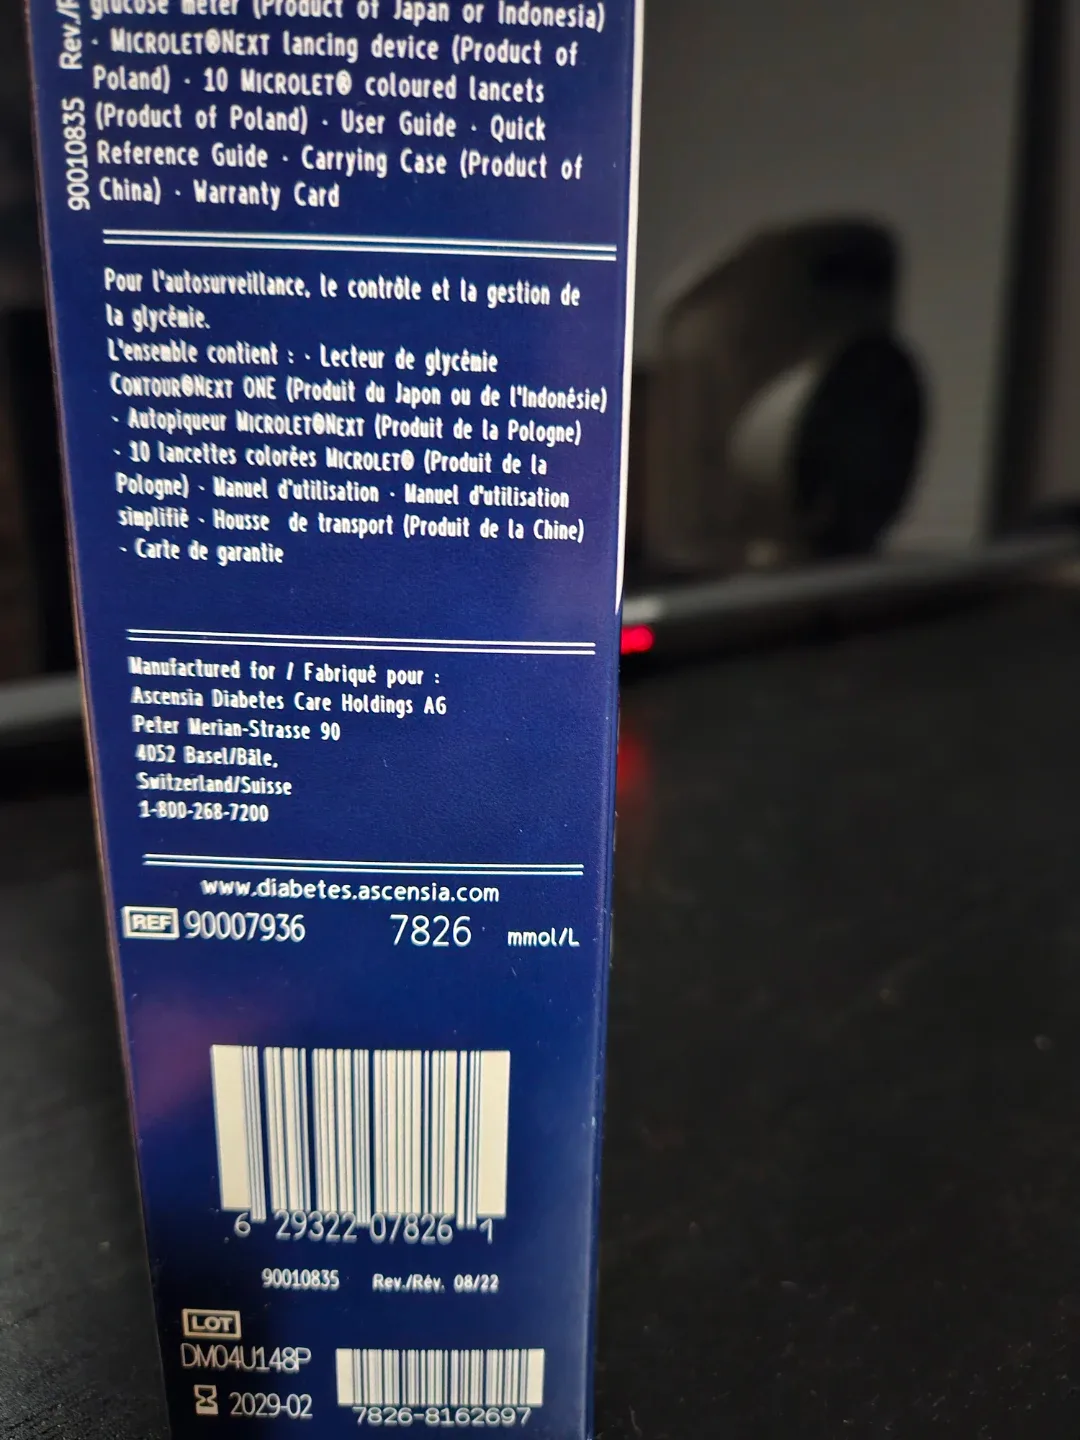 glucose meter (Product of Japan or Indonesia)
· MICROLET®NEXT lancing device (Product of
Poland) · 10 MICROLET® coloured lancets
(Product of Poland) · User Guide · Quick
Reference Guide · Carrying Case (Product of
China) · Warranty Card
90010835 Rev./R
Pour l'autosurveillance, le contrôle et la gestion de
la glycémie.
L'ensemble contient : · Lecteur de glycémie
CONTOUR®NEXT ONE (Produit du Japon ou de l'Indonésie)
· Autopiqueur MICROLET®NEXT (Produit de la Pologne)
· 10 lancettes colorées MICROLET® (Produit de la
Pologne) · Manuel d'utilisation · Manuel d'utilisation
simplifié · Housse de transport (Produit de la Chine)
· Carte de garantie
Manufactured for / Fabriqué pour :
Ascensia Diabetes Care Holdings AG
Peter Merian-Strasse 90
4052 Basel/Bâle,
Switzerland/Suisse
1-800-268-7200
www.diabetes.ascensia.com
REF 90007936 7826 mmol/L
6 29322 07826 1
90010835 Rev./Rév. 08/22
LOT
DM04U148P
2029-02
7826-8162697